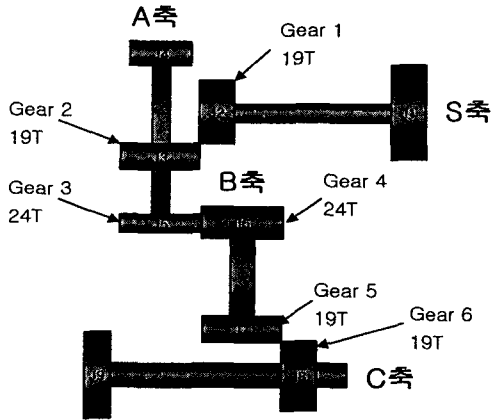 A축
Gear 1
19T
Gear 2
19T
S축
Gear 3
24T
B축
Gear 4
24T
Gear 5
19T
Gear 6
19T
C축